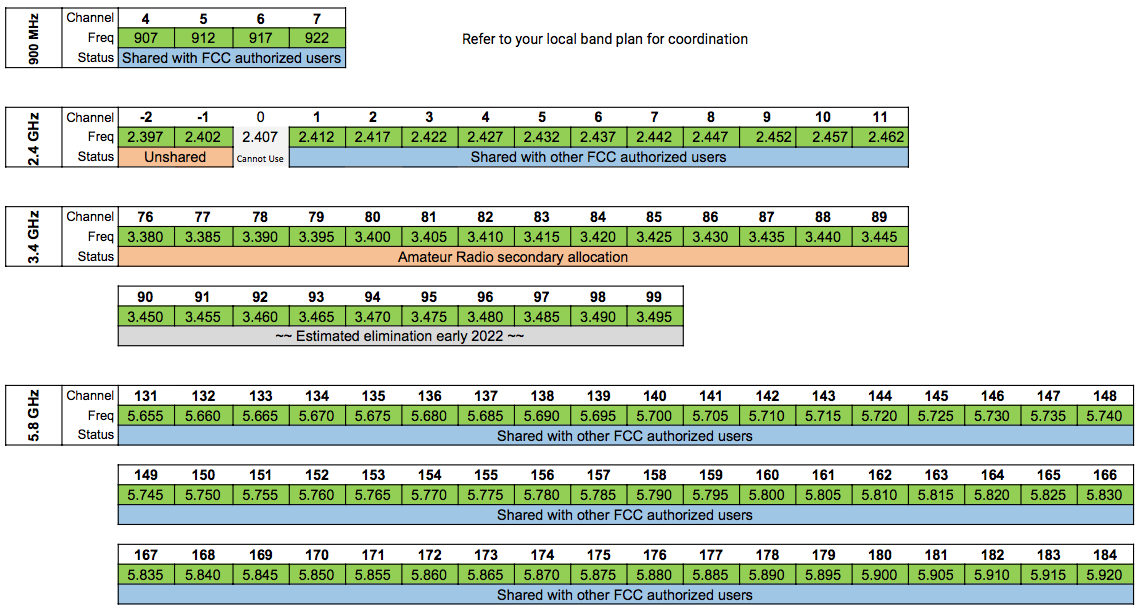 900 MHz
Channel 4 5 6 7
Freq 907 912 917 922
Status Shared with FCC authorized users
Refer to your local band plan for coordination
2.4 GHz
Channel -2 -1 0 1 2 3 4 5 6 7 8 9 10 11
Freq 2.397 2.402 2.407 2.412 2.417 2.422 2.427 2.432 2.437 2.442 2.447 2.452 2.457 2.462
Status Unshared Cannot Use Shared with other FCC authorized users
3.4 GHz
Channel 76 77 78 79 80 81 82 83 84 85 86 87 88 89
Freq 3.380 3.385 3.390 3.395 3.400 3.405 3.410 3.415 3.420 3.425 3.430 3.435 3.440 3.445
Status Amateur Radio secondary allocation
90 91 92 93 94 95 96 97 98 99
3.450 3.455 3.460 3.465 3.470 3.475 3.480 3.485 3.490 3.495
~~ Estimated elimination early 2022 ~~
5.8 GHz
Channel 131 132 133 134 135 136 137 138 139 140 141 142 143 144 145 146 147 148
Freq 5.655 5.660 5.665 5.670 5.675 5.680 5.685 5.690 5.695 5.700 5.705 5.710 5.715 5.720 5.725 5.730 5.735 5.740
Status Shared with other FCC authorized users
149 150 151 152 153 154 155 156 157 158 159 160 161 162 163 164 165 166
5.745 5.750 5.755 5.760 5.765 5.770 5.775 5.780 5.785 5.790 5.795 5.800 5.805 5.810 5.815 5.820 5.825 5.830
Shared with other FCC authorized users
167 168 169 170 171 172 173 174 175 176 177 178 179 180 181 182 183 184
5.835 5.840 5.845 5.850 5.855 5.860 5.865 5.870 5.875 5.880 5.885 5.890 5.895 5.900 5.905 5.910 5.915 5.920
Shared with other FCC authorized users